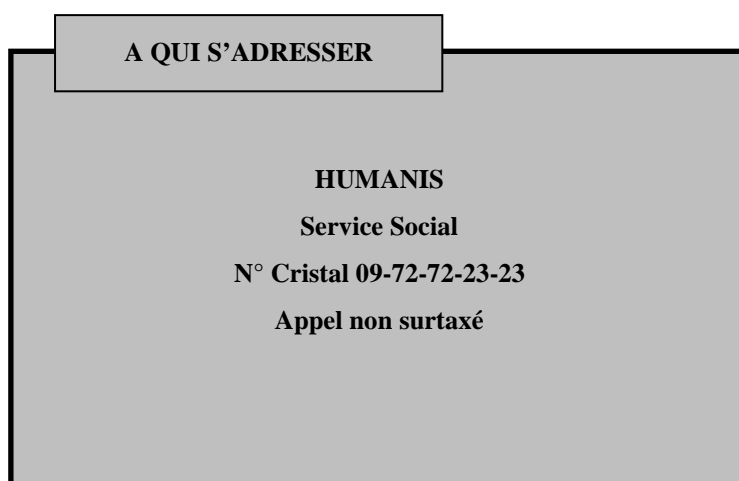 A QUI S’ADRESSER
HUMANIS
Service Social
N° Cristal 09-72-72-23-23
Appel non surtaxé